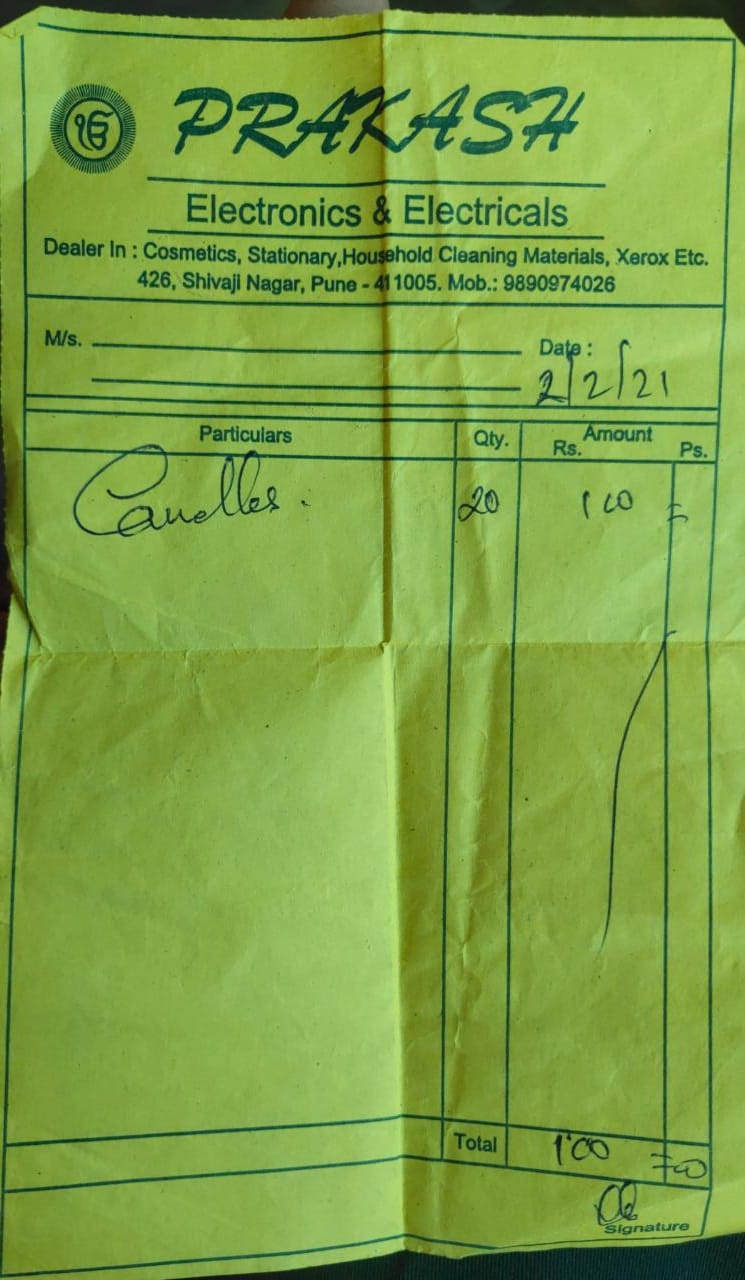 ੴ
PRAKASH
Electronics & Electricals
Dealer In : Cosmetics, Stationary,Household Cleaning Materials, Xerox Etc.
426, Shivaji Nagar, Pune - 411005. Mob.: 9890974026
M/s. Date :
2/2/21
Particulars Qty. Amount
Rs. Ps.
Candles. 20 100 =
Total 100 =00
Signature